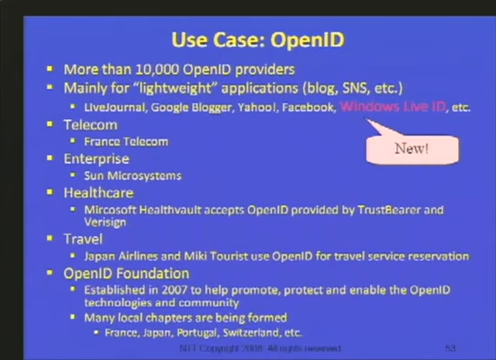 Use Case: OpenID
More than 10,000 OpenID providers
Mainly for "lightweight" applications (blog, SNS, etc.)
LiveJournal, Google Blogger, Yahoo!, Facebook, Windows Live ID, etc.
New!
Telecom
France Telecom
Enterprise
Sun Microsystems
Healthcare
Mircosoft Healthvault accepts OpenID provided by TrustBearer and
Verisign
Travel
Japan Airlines and Miki Tourist use OpenID for travel service reservation
OpenID Foundation
Established in 2007 to help promote, protect and enable the OpenID
technologies and community
Many local chapters are being formed
France, Japan, Portugal, Switzerland, etc.
NTT Copyright 2008. All rights reserved
53